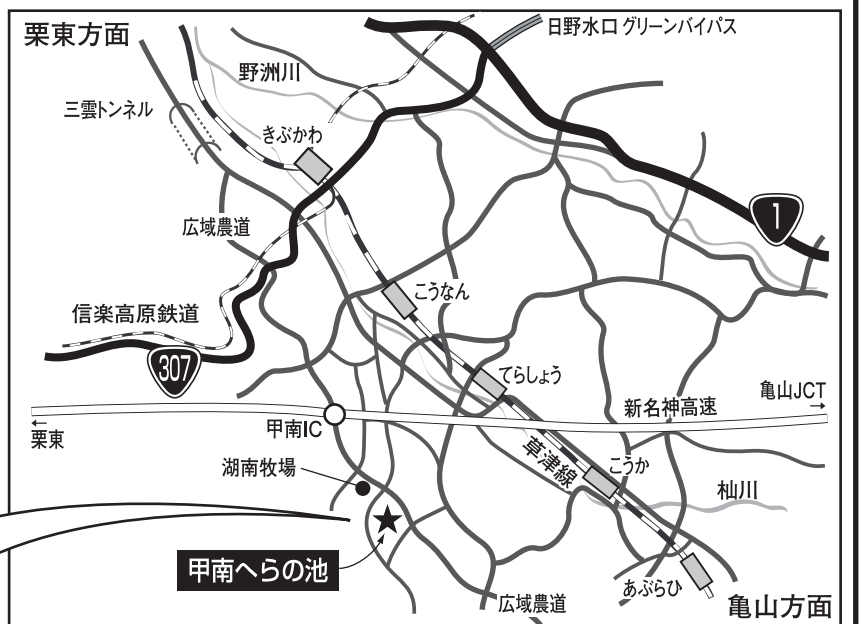 栗東方面
日野水口 グリーンバイパス
野洲川
三雲トンネル
きぶかわ
1
広域農道
こうなん
信楽高原鉄道
307
てらしょう
亀山JCT
→
新名神高速
←
栗東
甲南IC
草津線
こうか
湖南牧場
杣川
甲南へらの池
あぶらひ
広域農道
亀山方面